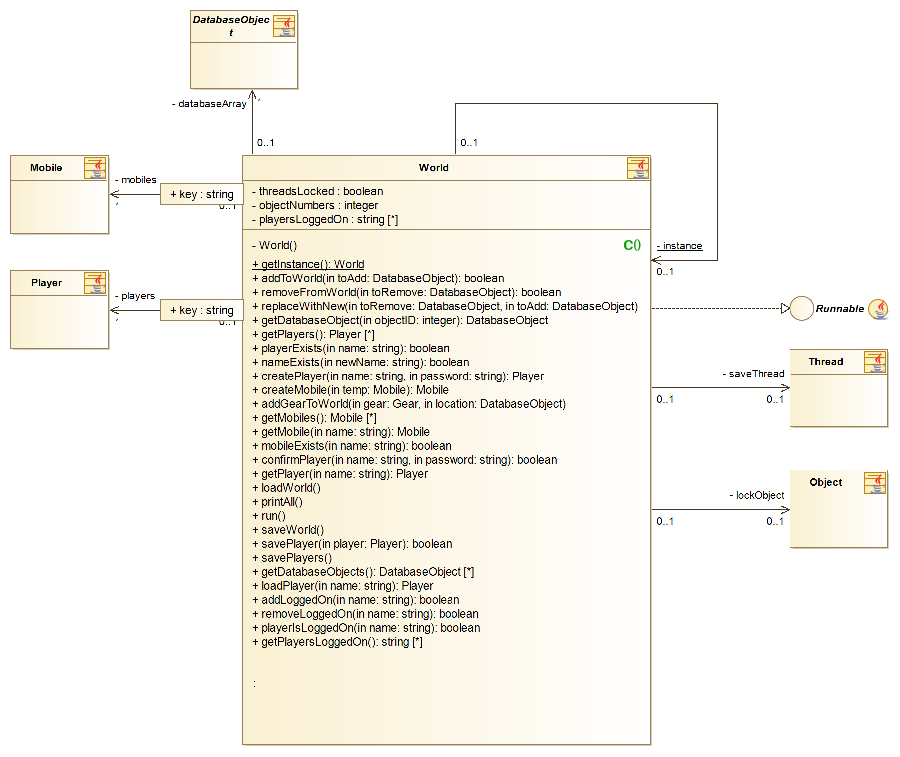 DatabaseObjec
t
- databaseArray
0..1
0..1
Mobile
- mobiles
+ key : string
0..1
Player
- players
+ key : string
0..1
World
- threadsLocked : boolean
- objectNumbers : integer
- playersLoggedOn : string [*]
- World()
C()
+ getInstance(): World
+ addToWorld(in toAdd: DatabaseObject): boolean
+ removeFromWorld(in toRemove: DatabaseObject): boolean
+ replaceWithNew(in toRemove: DatabaseObject, in toAdd: DatabaseObject)
+ getDatabaseObject(in objectID: integer): DatabaseObject
+ getPlayers(): Player [*]
+ playerExists(in name: string): boolean
+ nameExists(in newName: string): boolean
+ createPlayer(in name: string, in password: string): Player
+ createMobile(in temp: Mobile): Mobile
+ addGearToWorld(in gear: Gear, in location: DatabaseObject)
+ getMobiles(): Mobile [*]
+ getMobile(in name: string): Mobile
+ mobileExists(in name: string): boolean
+ confirmPlayer(in name: string, in password: string): boolean
+ getPlayer(in name: string): Player
+ loadWorld()
+ printAll()
+ run()
+ saveWorld()
+ savePlayer(in player: Player): boolean
+ savePlayers()
+ getDatabaseObjects(): DatabaseObject [*]
+ loadPlayer(in name: string): Player
+ addLoggedOn(in name: string): boolean
+ removeLoggedOn(in name: string): boolean
+ playerIsLoggedOn(in name: string): boolean
+ getPlayersLoggedOn(): string [*]
:
- instance
0..1
Runnable
Thread
- saveThread
0..1
0..1
Object
- lockObject
0..1
0..1